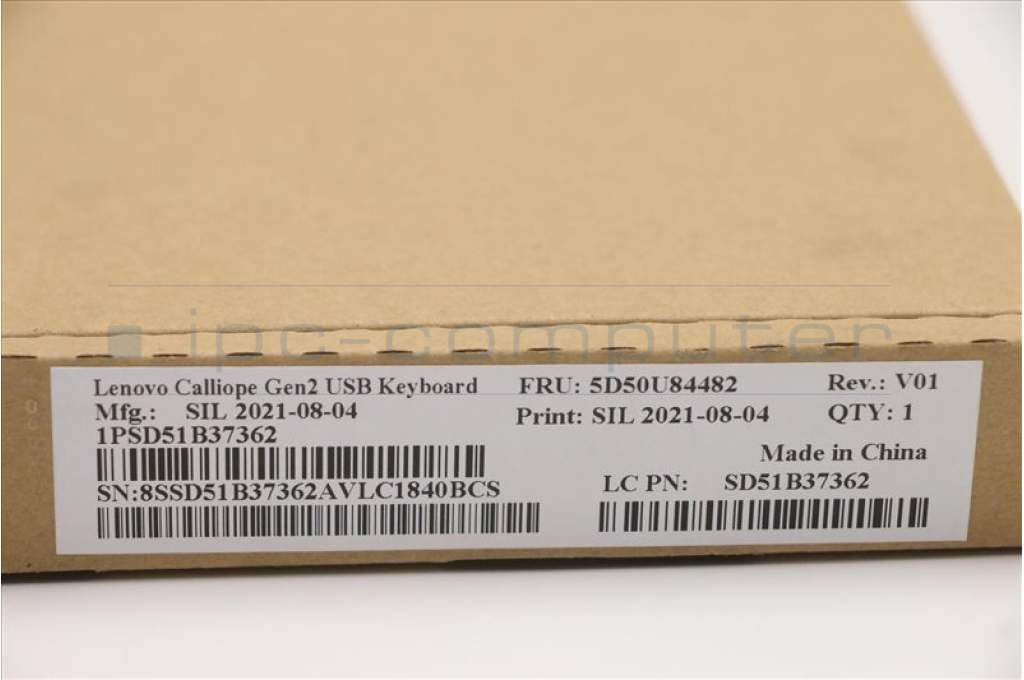 ipc-computer
Lenovo Calliope Gen2 USB Keyboard FRU: 5D50U84482 Rev.: V01
Mfg.: SIL 2021-08-04 Print: SIL 2021-08-04 QTY: 1
1PSD51B37362
Made in China
SN:8SSD51B37362AVLC1840BCS LC PN: SD51B37362